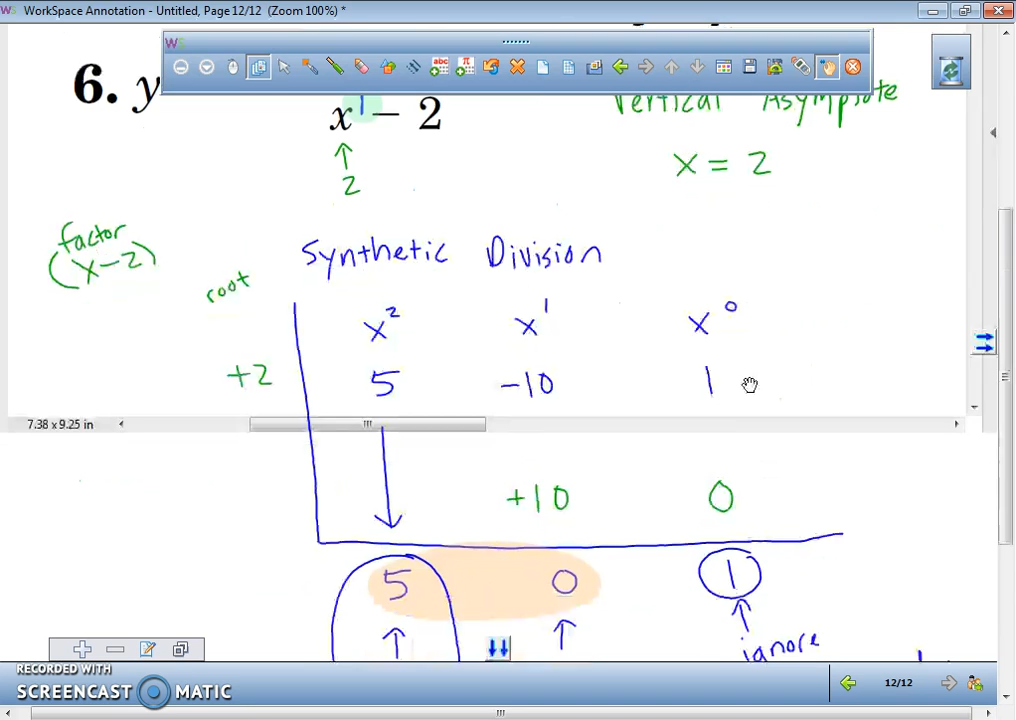 WorkSpace Annotation - Untitled, Page 12/12 (Zoom 100%) *
WS
abc
π
6. y
x¹ - 2
2
Vertical Asymptote
x = 2
factor
(x-2)
Synthetic Division
root
x² x¹ x⁰
+2 5 -10 1
7.38 x 9.25 in
+10 0
5 0 1
ignore
RECORDED WITH
SCREENCAST MATIC
12/12